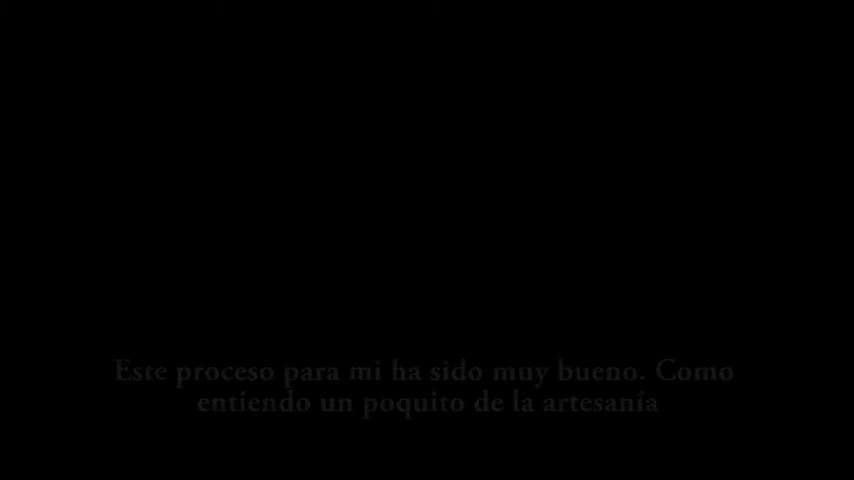 Este proceso para mi ha sido muy bueno. Como
entiendo un poquito de la artesanía